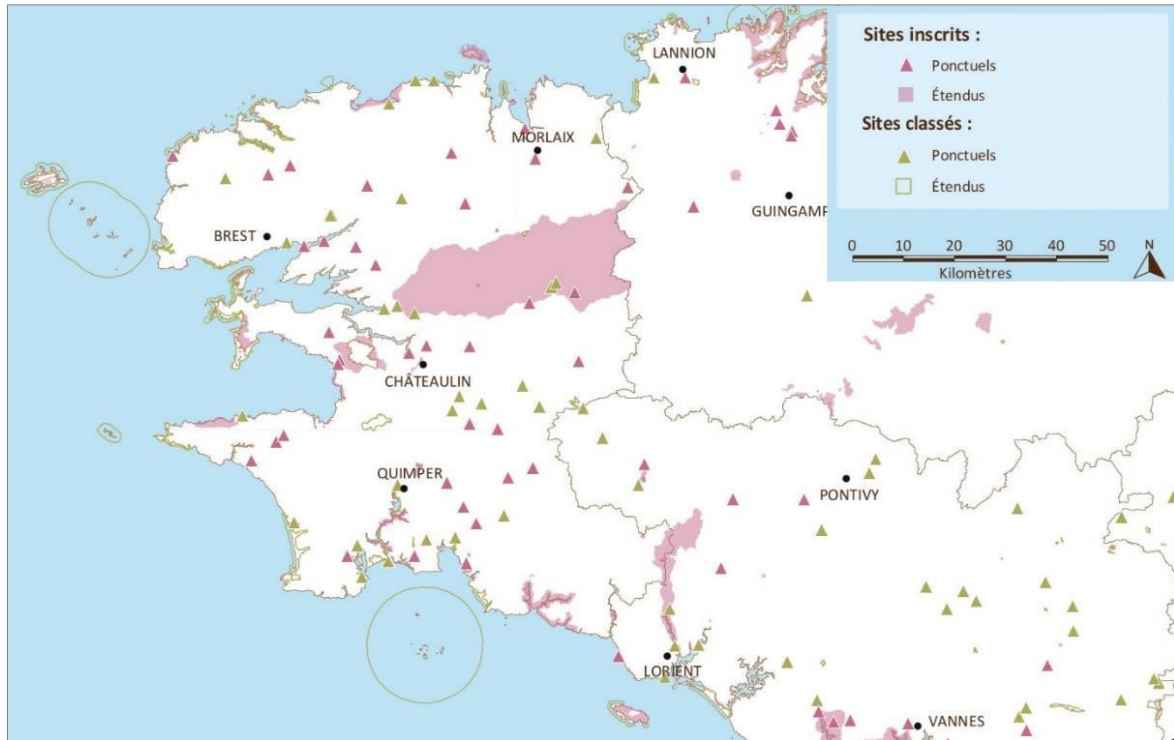 Sites inscrits :
Ponctuels
Étendus
Sites classés :
Ponctuels
Étendus
0 10 20 30 40 50
Kilomètres
N
LANNION
MORLAIX
GUINGAMP
BREST
CHÂTEAULIN
QUIMPER
PONTIVY
LORIENT
VANNES